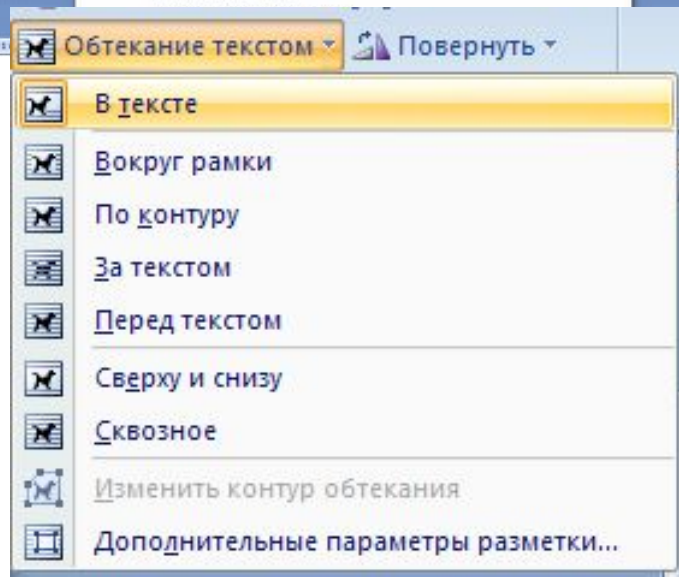 Обтекание текстом Повернуть
В тексте
Вокруг рамки
По контуру
За текстом
Перед текстом
Сверху и снизу
Сквозное
Изменить контур обтекания
Дополнительные параметры разметки...